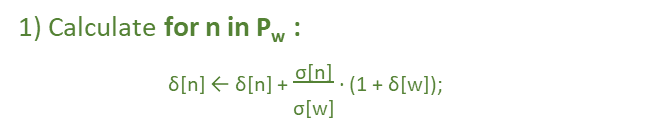 1) Calculate for n in Pw :
δ[n] ← δ[n] + σ[n] · (1 + δ[w]);
σ[w]